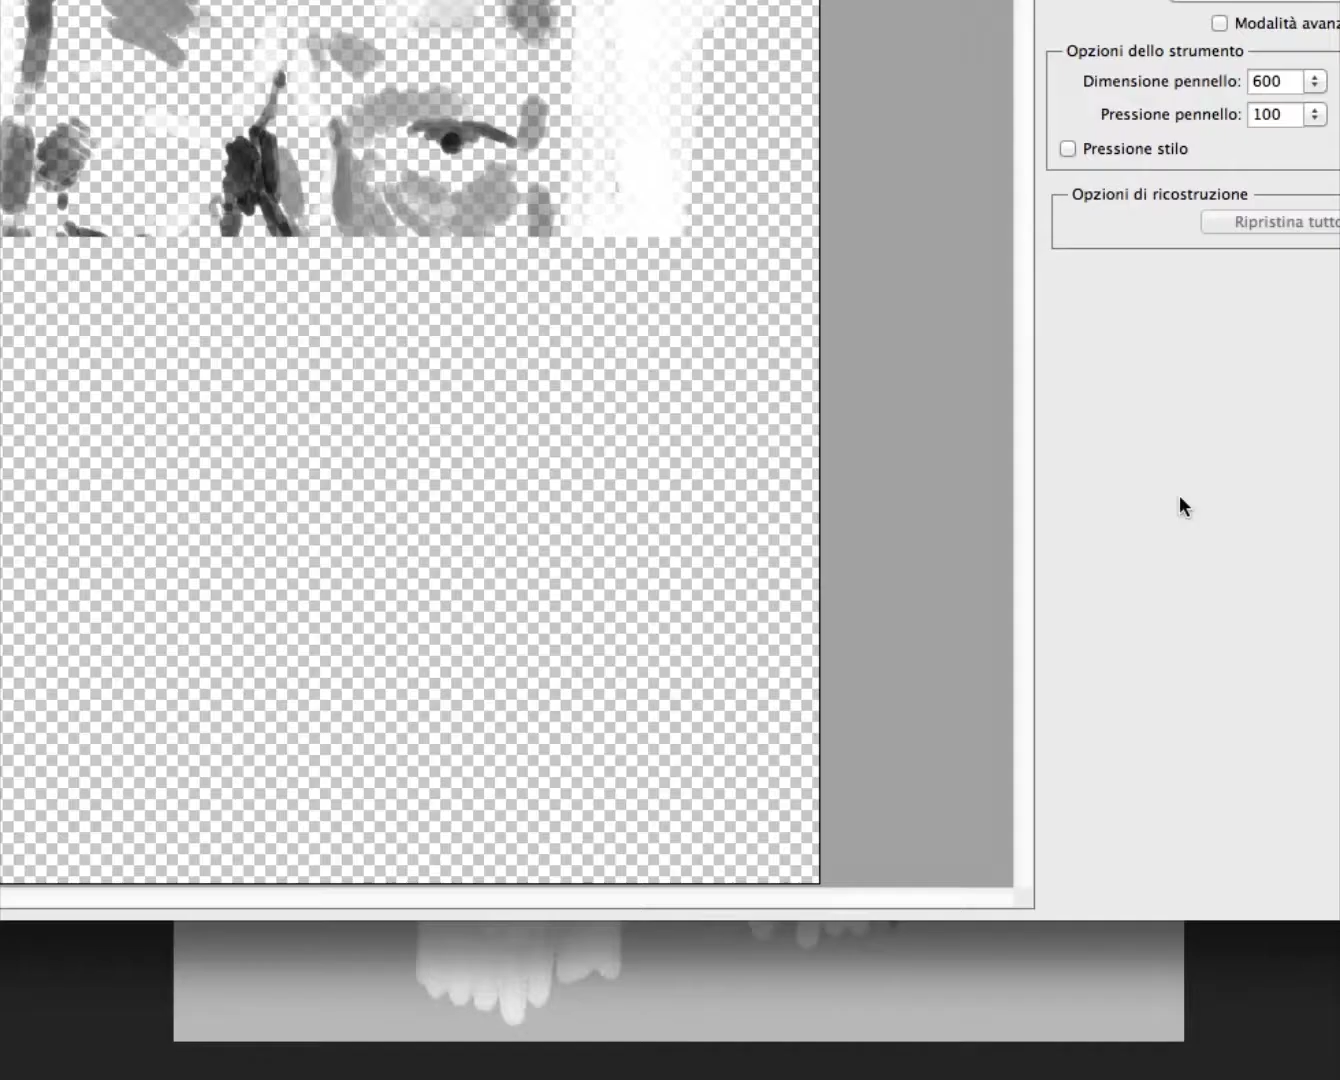 Modalità avanz
Opzioni dello strumento
Dimensione pennello: 600
Pressione pennello: 100
Pressione stilo
Opzioni di ricostruzione
Ripristina tutto